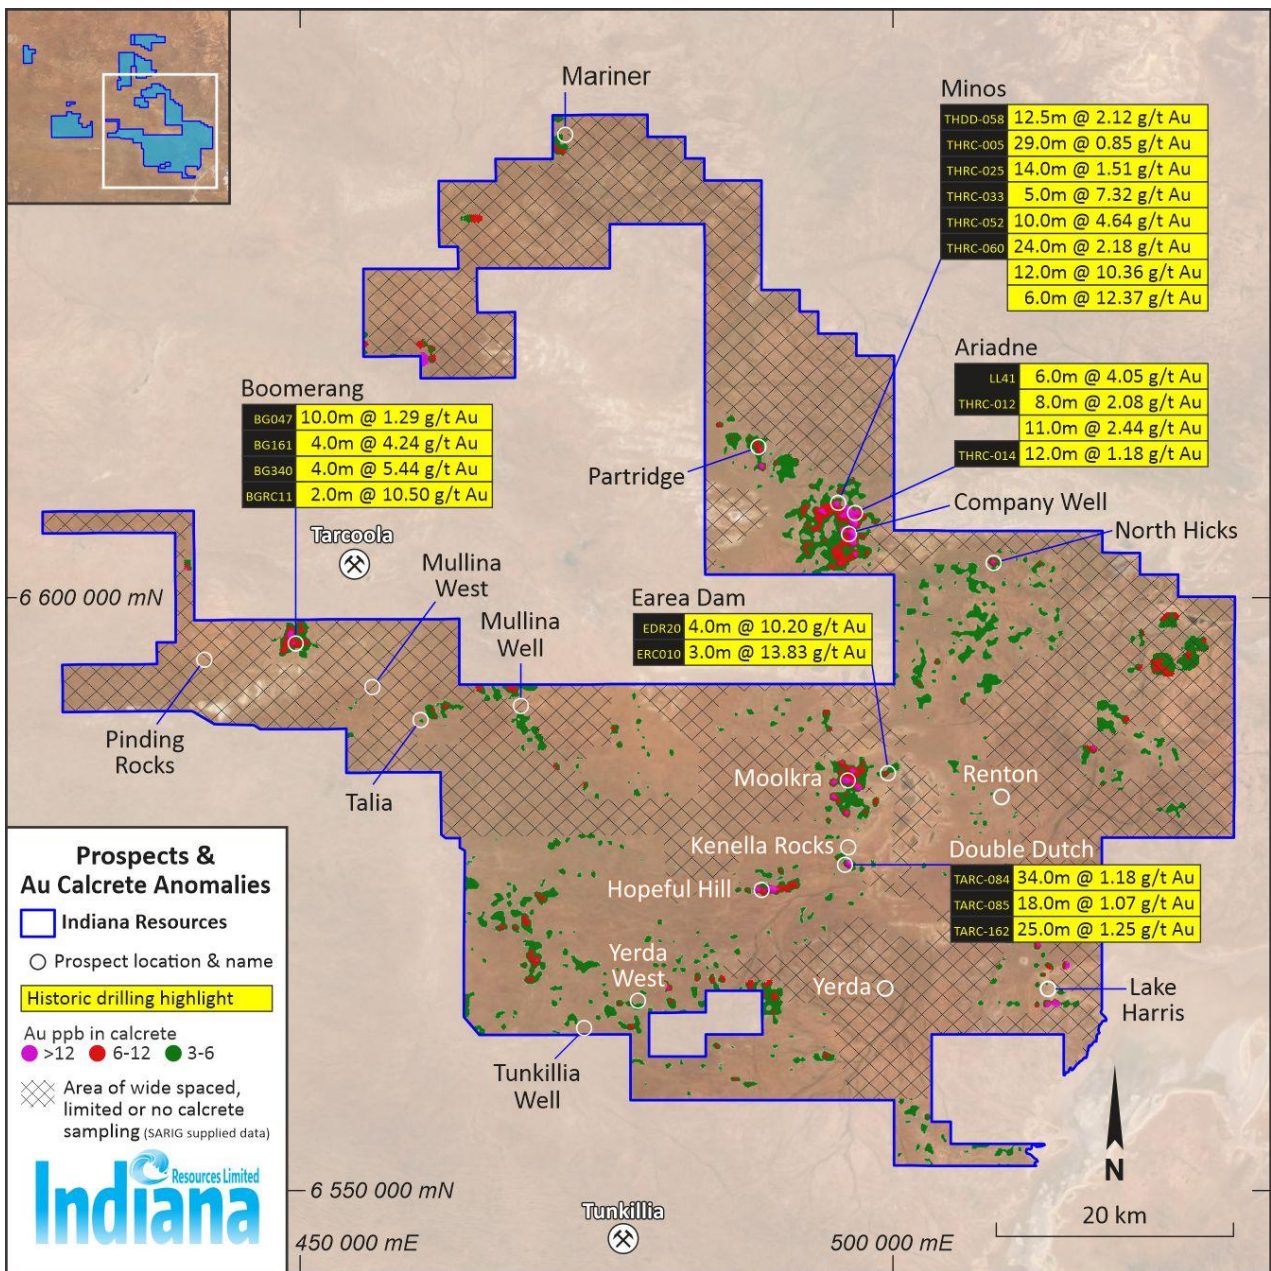 Mariner
Minos
THDD-058 12.5m @ 2.12 g/t Au
THRC-005 29.0m @ 0.85 g/t Au
THRC-025 14.0m @ 1.51 g/t Au
THRC-033 5.0m @ 7.32 g/t Au
THRC-052 10.0m @ 4.64 g/t Au
THRC-060 24.0m @ 2.18 g/t Au
12.0m @ 10.36 g/t Au
6.0m @ 12.37 g/t Au
Ariadne
LL41 6.0m @ 4.05 g/t Au
THRC-012 8.0m @ 2.08 g/t Au
11.0m @ 2.44 g/t Au
THRC-014 12.0m @ 1.18 g/t Au
Boomerang
BG047 10.0m @ 1.29 g/t Au
BG161 4.0m @ 4.24 g/t Au
BG340 4.0m @ 5.44 g/t Au
BGRC11 2.0m @ 10.50 g/t Au
Partridge
Company Well
North Hicks
Tarcoola
Mullina
West
6 600 000 mN
Mullina
Well
Earea Dam
EDR20 4.0m @ 10.20 g/t Au
ERC010 3.0m @ 13.83 g/t Au
Pinding
Rocks
Talia
Moolkra
Renton
Kenella Rocks
Double Dutch
TARC-084 34.0m @ 1.18 g/t Au
TARC-085 18.0m @ 1.07 g/t Au
TARC-162 25.0m @ 1.25 g/t Au
Hopeful Hill
Yerda
West
Yerda
Lake
Harris
Tunkillia
Well
Prospects &
Au Calcrete Anomalies
Indiana Resources
Prospect location & name
Historic drilling highlight
Au ppb in calcrete
>12 6-12 3-6
Area of wide spaced,
limited or no calcrete
sampling (SARIG supplied data)
Resources Limited
Indiana
6 550 000 mN
Tunkillia
450 000 mE
500 000 mE
N
20 km